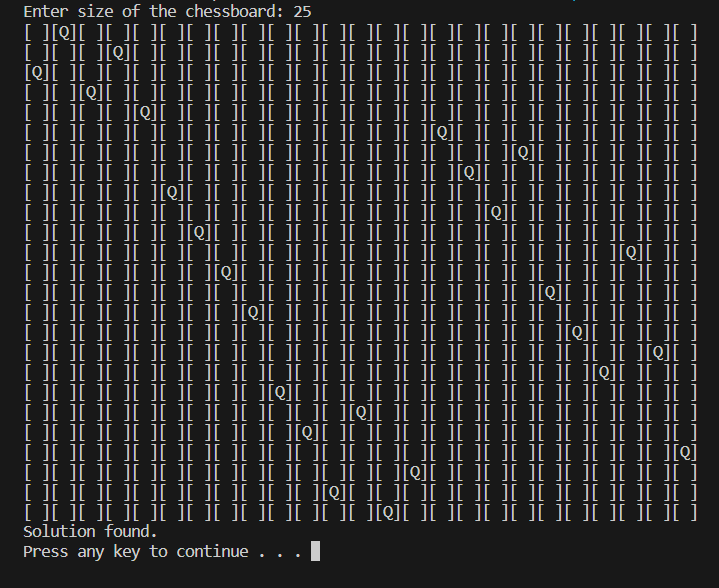 Enter size of the chessboard: 25
[ ][Q][ ][ ][ ][ ][ ][ ][ ][ ][ ][ ][ ][ ][ ][ ][ ][ ][ ][ ][ ][ ][ ][ ][ ]
[ ][ ][ ][Q][ ][ ][ ][ ][ ][ ][ ][ ][ ][ ][ ][ ][ ][ ][ ][ ][ ][ ][ ][ ][ ]
[Q][ ][ ][ ][ ][ ][ ][ ][ ][ ][ ][ ][ ][ ][ ][ ][ ][ ][ ][ ][ ][ ][ ][ ][ ]
[ ][ ][Q][ ][ ][ ][ ][ ][ ][ ][ ][ ][ ][ ][ ][ ][ ][ ][ ][ ][ ][ ][ ][ ][ ]
[ ][ ][ ][ ][Q][ ][ ][ ][ ][ ][ ][ ][ ][ ][ ][ ][ ][ ][ ][ ][ ][ ][ ][ ][ ]
[ ][ ][ ][ ][ ][ ][ ][ ][ ][ ][ ][ ][ ][ ][ ][Q][ ][ ][ ][ ][ ][ ][ ][ ][ ]
[ ][ ][ ][ ][ ][ ][ ][ ][ ][ ][ ][ ][ ][ ][ ][ ][ ][ ][Q][ ][ ][ ][ ][ ][ ]
[ ][ ][ ][ ][ ][ ][ ][ ][ ][ ][ ][ ][ ][ ][ ][ ][Q][ ][ ][ ][ ][ ][ ][ ][ ]
[ ][ ][ ][ ][ ][Q][ ][ ][ ][ ][ ][ ][ ][ ][ ][ ][ ][ ][ ][ ][ ][ ][ ][ ][ ]
[ ][ ][ ][ ][ ][ ][ ][ ][ ][ ][ ][ ][ ][ ][ ][ ][ ][Q][ ][ ][ ][ ][ ][ ][ ]
[ ][ ][ ][ ][ ][ ][Q][ ][ ][ ][ ][ ][ ][ ][ ][ ][ ][ ][ ][ ][ ][ ][ ][ ][ ]
[ ][ ][ ][ ][ ][ ][ ][ ][ ][ ][ ][ ][ ][ ][ ][ ][ ][ ][ ][ ][ ][ ][Q][ ][ ]
[ ][ ][ ][ ][ ][ ][ ][Q][ ][ ][ ][ ][ ][ ][ ][ ][ ][ ][ ][ ][ ][ ][ ][ ][ ]
[ ][ ][ ][ ][ ][ ][ ][ ][ ][ ][ ][ ][ ][ ][ ][ ][ ][ ][ ][Q][ ][ ][ ][ ][ ]
[ ][ ][ ][ ][ ][ ][ ][ ][Q][ ][ ][ ][ ][ ][ ][ ][ ][ ][ ][ ][ ][ ][ ][ ][ ]
[ ][ ][ ][ ][ ][ ][ ][ ][ ][ ][ ][ ][ ][ ][ ][ ][ ][ ][ ][ ][Q][ ][ ][ ][ ]
[ ][ ][ ][ ][ ][ ][ ][ ][ ][ ][ ][ ][ ][ ][ ][ ][ ][ ][ ][ ][ ][ ][ ][Q][ ]
[ ][ ][ ][ ][ ][ ][ ][ ][ ][ ][ ][ ][ ][ ][ ][ ][ ][ ][ ][ ][ ][Q][ ][ ][ ]
[ ][ ][ ][ ][ ][ ][ ][ ][ ][Q][ ][ ][ ][ ][ ][ ][ ][ ][ ][ ][ ][ ][ ][ ][ ]
[ ][ ][ ][ ][ ][ ][ ][ ][ ][ ][ ][ ][Q][ ][ ][ ][ ][ ][ ][ ][ ][ ][ ][ ][ ]
[ ][ ][ ][ ][ ][ ][ ][ ][ ][ ][Q][ ][ ][ ][ ][ ][ ][ ][ ][ ][ ][ ][ ][ ][ ]
[ ][ ][ ][ ][ ][ ][ ][ ][ ][ ][ ][ ][ ][ ][ ][ ][ ][ ][ ][ ][ ][ ][ ][ ][Q]
[ ][ ][ ][ ][ ][ ][ ][ ][ ][ ][ ][ ][ ][ ][Q][ ][ ][ ][ ][ ][ ][ ][ ][ ][ ]
[ ][ ][ ][ ][ ][ ][ ][ ][ ][ ][ ][Q][ ][ ][ ][ ][ ][ ][ ][ ][ ][ ][ ][ ][ ]
[ ][ ][ ][ ][ ][ ][ ][ ][ ][ ][ ][ ][ ][Q][ ][ ][ ][ ][ ][ ][ ][ ][ ][ ][ ]
Solution found.
Press any key to continue . . .